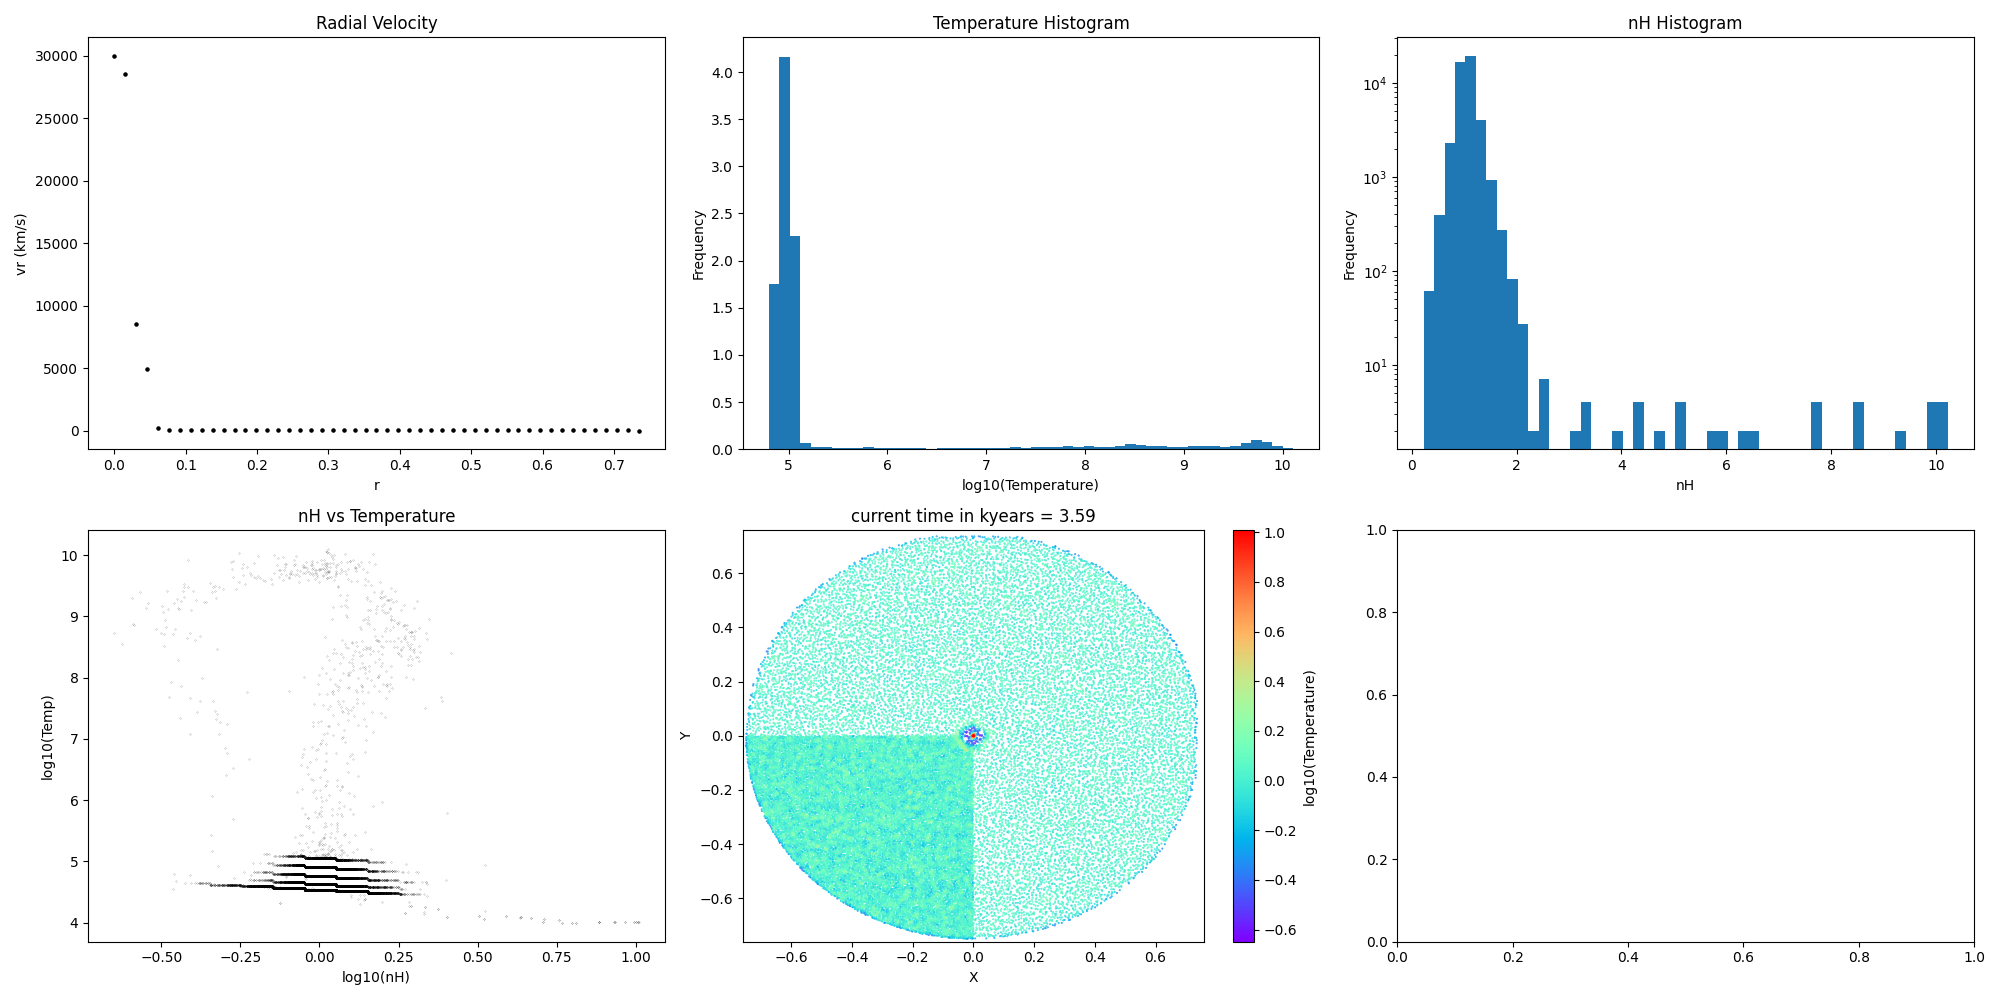 Radial Velocity
30000
25000
20000
15000
10000
5000
0
vr (km/s)
0.0 0.1 0.2 0.3 0.4 0.5 0.6 0.7
r
Temperature Histogram
4.0
3.5
3.0
2.5
2.0
1.5
1.0
0.5
0.0
Frequency
5 6 7 8 9 10
log10(Temperature)
nH Histogram
10⁴
10³
10²
10¹
Frequency
0 2 4 6 8 10
nH
nH vs Temperature
10
9
8
7
6
5
4
log10(Temp)
−0.50 −0.25 0.00 0.25 0.50 0.75 1.00
log10(nH)
current time in kyears = 3.59
0.6
0.4
0.2
0.0
−0.2
−0.4
−0.6
Y
−0.6 −0.4 −0.2 0.0 0.2 0.4 0.6
X
1.0
0.8
0.6
0.4
0.2
0.0
−0.2
−0.4
−0.6
log10(Temperature)
1.0
0.8
0.6
0.4
0.2
0.0
0.0 0.2 0.4 0.6 0.8 1.0